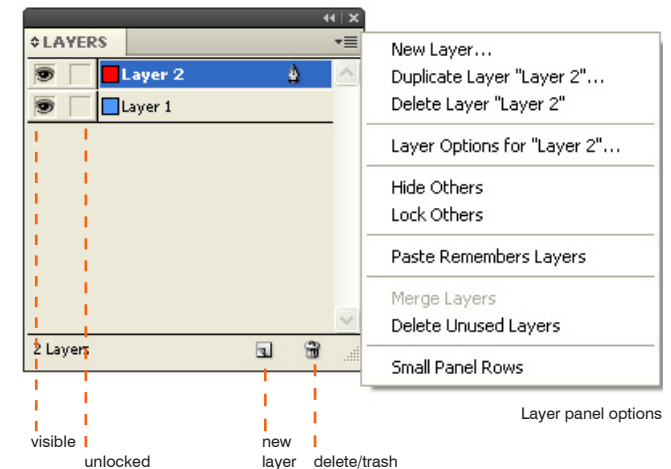 LAYERS
Layer 2
Layer 1
2 Layers
New Layer...
Duplicate Layer "Layer 2"...
Delete Layer "Layer 2"
Layer Options for "Layer 2"...
Hide Others
Lock Others
Paste Remembers Layers
Merge Layers
Delete Unused Layers
Small Panel Rows
Layer panel options
visible
unlocked
new
layer
delete/trash